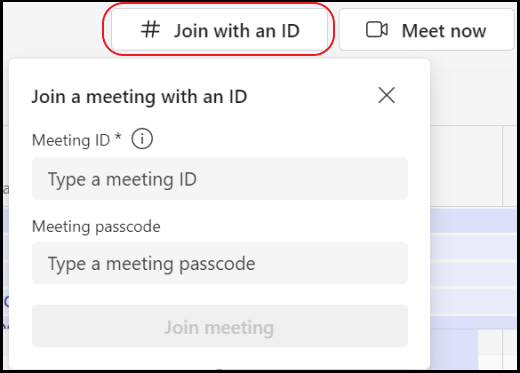 # Join with an ID
Meet now
Join a meeting with an ID
Meeting ID *
Type a meeting ID
Meeting passcode
Type a meeting passcode
Join meeting